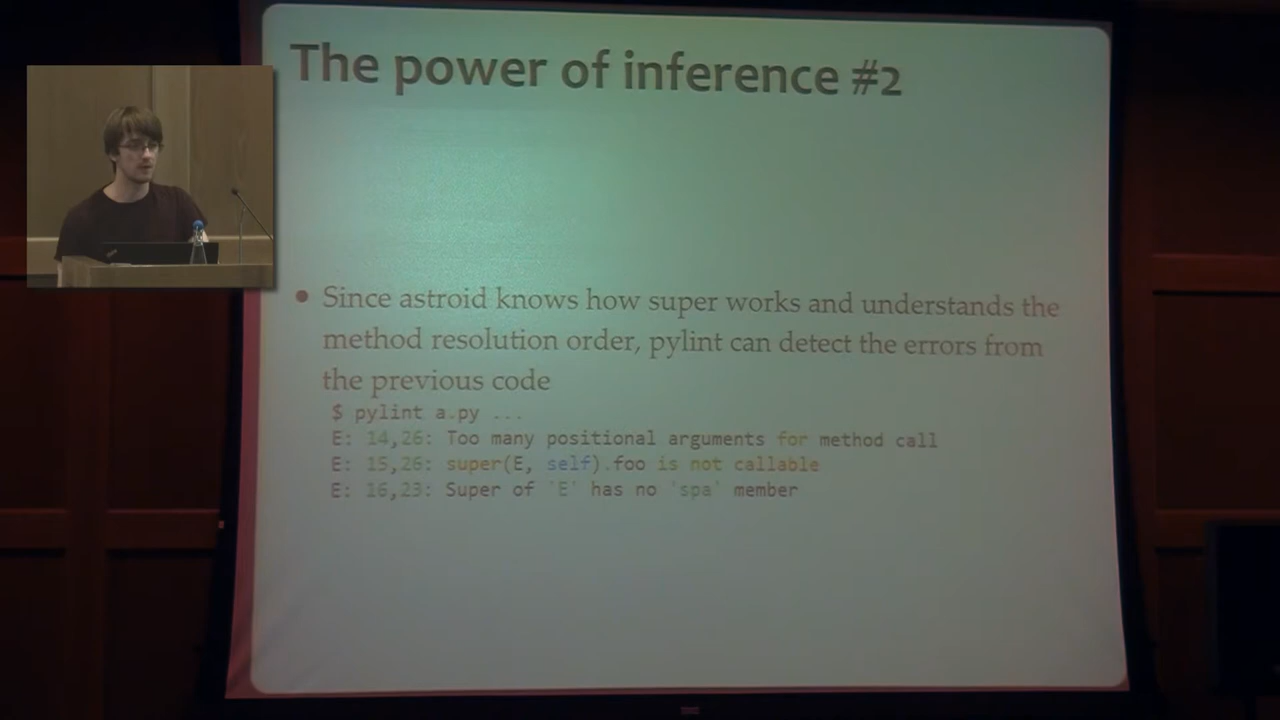 The power of inference #2
• Since astroid knows how super works and understands the
method resolution order, pylint can detect the errors from
the previous code
$ pylint a.py ...
E: 14,26: Too many positional arguments for method call
E: 15,26: super(E, self).foo is not callable
E: 16,23: Super of 'E' has no 'spa' member